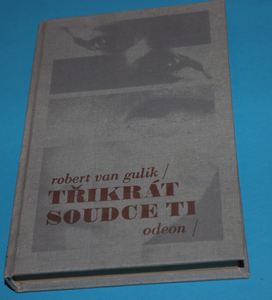 robert van gulik /
TŘIKRÁT
SOUDCE TI
odeon /